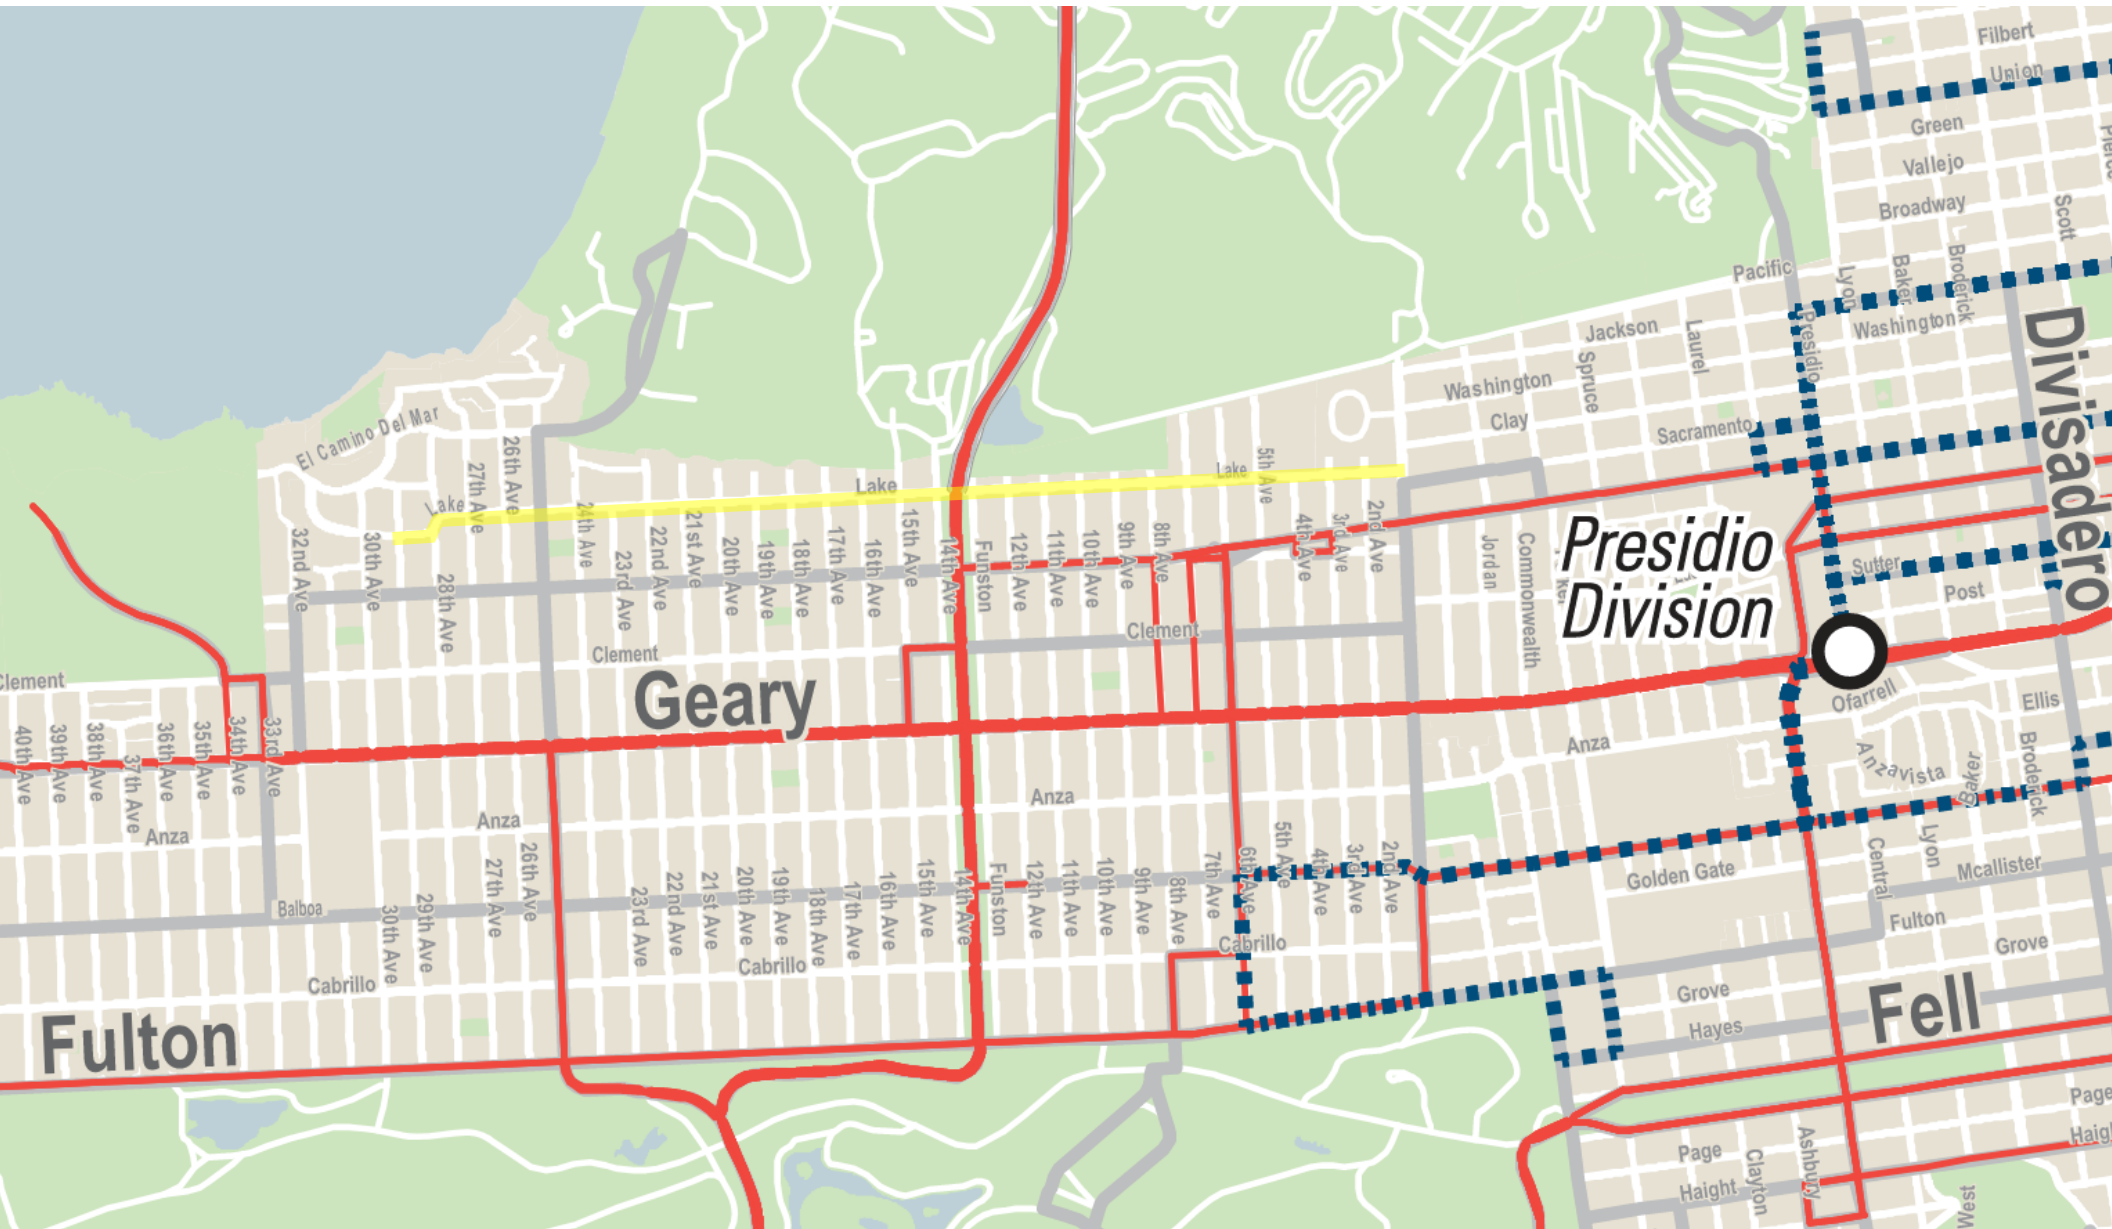 Filbert
Union
Green
Vallejo
Broadway
Scott
Pacific
Lyon
Baker
Broderick
Presidio
Washington
Jackson
Laurel
Spruce
Washington
Clay
Sacramento
Divisadero
El Camino Del Mar
Lake
27th Ave
26th Ave
Lake
Lake
5th Ave
24th Ave
32nd Ave
30th Ave
28th Ave
23rd Ave
22nd Ave
21st Ave
20th Ave
19th Ave
18th Ave
17th Ave
16th Ave
15th Ave
14th Ave
Funston
12th Ave
11th Ave
10th Ave
9th Ave
8th Ave
4th Ave
3rd Ave
2nd Ave
Jordan
Commonwealth
Presidio
Division
Sutter
Post
Clement
Clement
Clement
Geary
Ofarrell
Ellis
Anza
Anzavista
Baker
Broderick
40th Ave
39th Ave
38th Ave
37th Ave
36th Ave
35th Ave
34th Ave
33rd Ave
Anza
Anza
Anza
5th Ave
4th Ave
3rd Ave
2nd Ave
6th Ave
7th Ave
8th Ave
9th Ave
10th Ave
11th Ave
12th Ave
Funston
14th Ave
15th Ave
16th Ave
17th Ave
18th Ave
19th Ave
20th Ave
21st Ave
22nd Ave
23rd Ave
26th Ave
27th Ave
29th Ave
30th Ave
Balboa
Golden Gate
Central
Lyon
Mcallister
Fulton
Grove
Cabrillo
Cabrillo
Cabrillo
Fulton
Grove
Hayes
Fell
Page
Haight
Clayton
Ashbury
Page
West